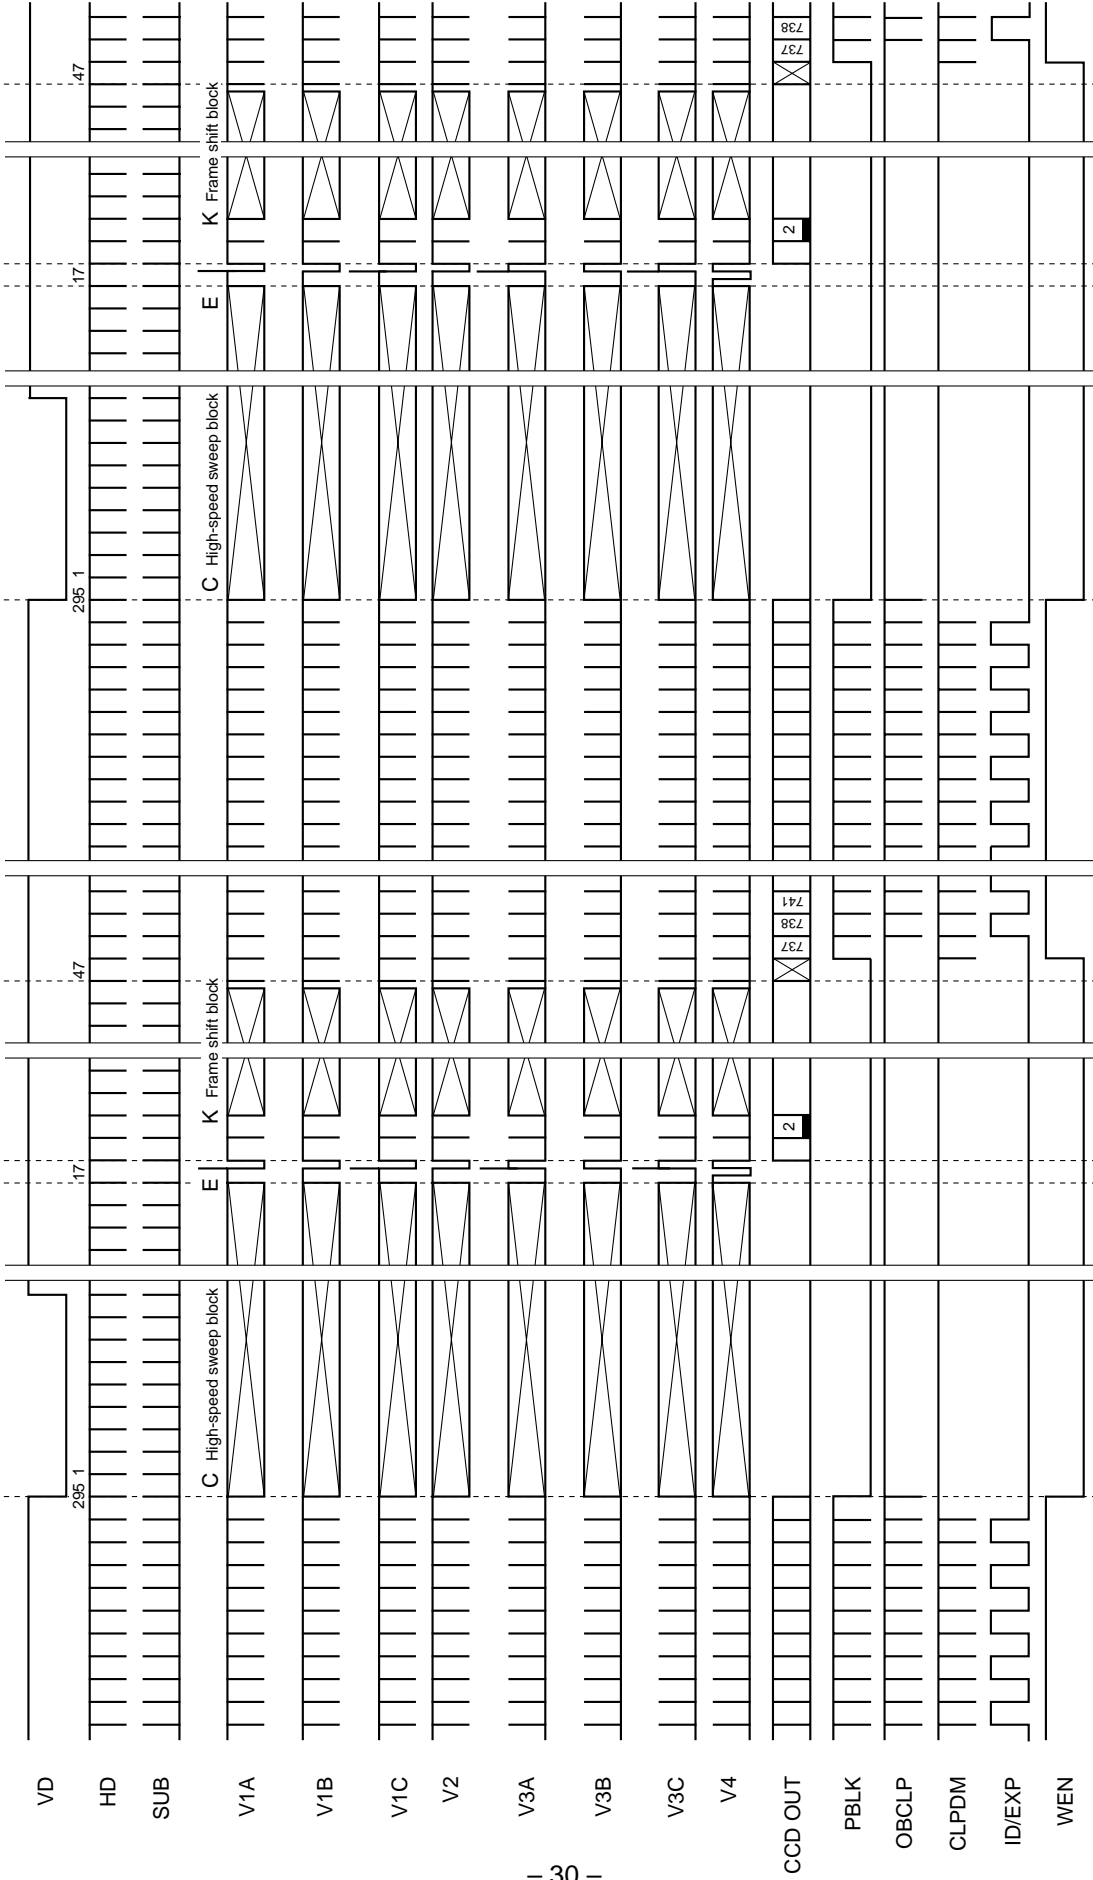 VD
295 1
17
47
295 1
17
47
HD
SUB
C High-speed sweep block
E
K Frame shift block
C High-speed sweep block
E
K Frame shift block
V1A
V1B
V1C
V2
V3A
V3B
V3C
V4
CCD OUT
2
737
738
741
2
737
738
PBLK
OBCLP
CLPDM
ID/EXP
WEN
– 30 –